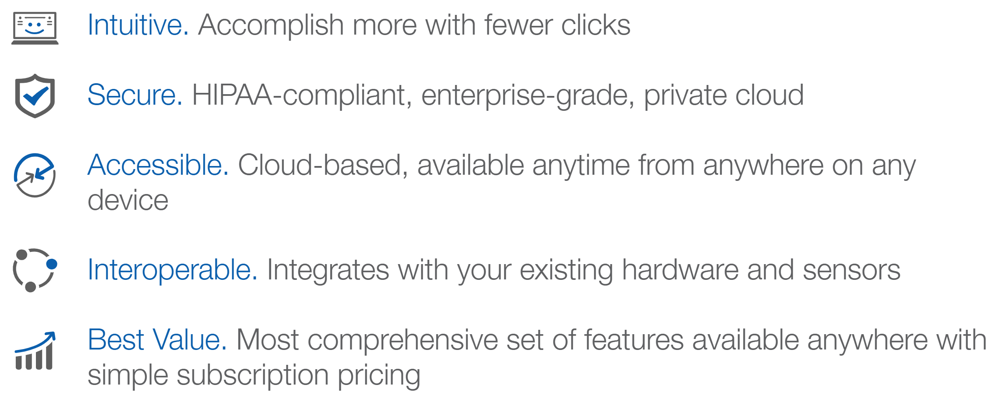 Intuitive. Accomplish more with fewer clicks
Secure. HIPAA-compliant, enterprise-grade, private cloud
Accessible. Cloud-based, available anytime from anywhere on any
device
Interoperable. Integrates with your existing hardware and sensors
Best Value. Most comprehensive set of features available anywhere with
simple subscription pricing